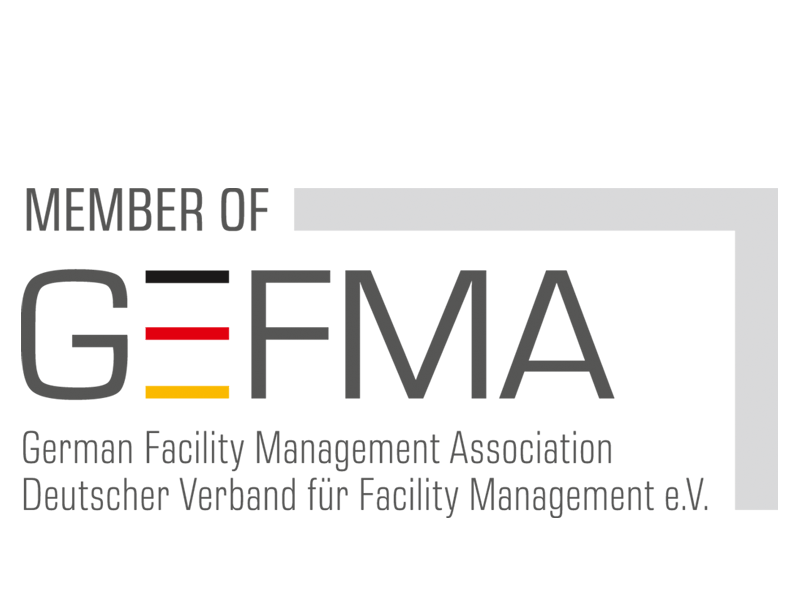 MEMBER OF
GEFMA
German Facility Management Association
Deutscher Verband für Facility Management e.V.